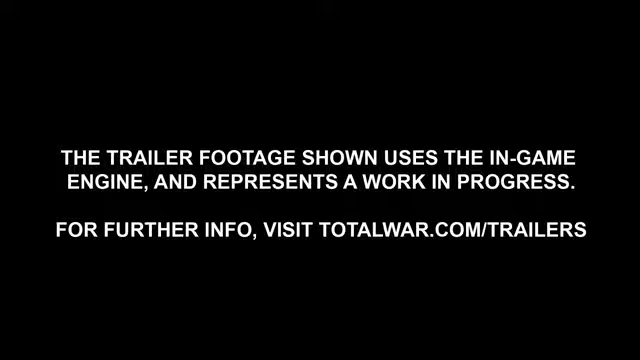 THE TRAILER FOOTAGE SHOWN USES THE IN-GAME
ENGINE, AND REPRESENTS A WORK IN PROGRESS.
FOR FURTHER INFO, VISIT TOTALWAR.COM/TRAILERS